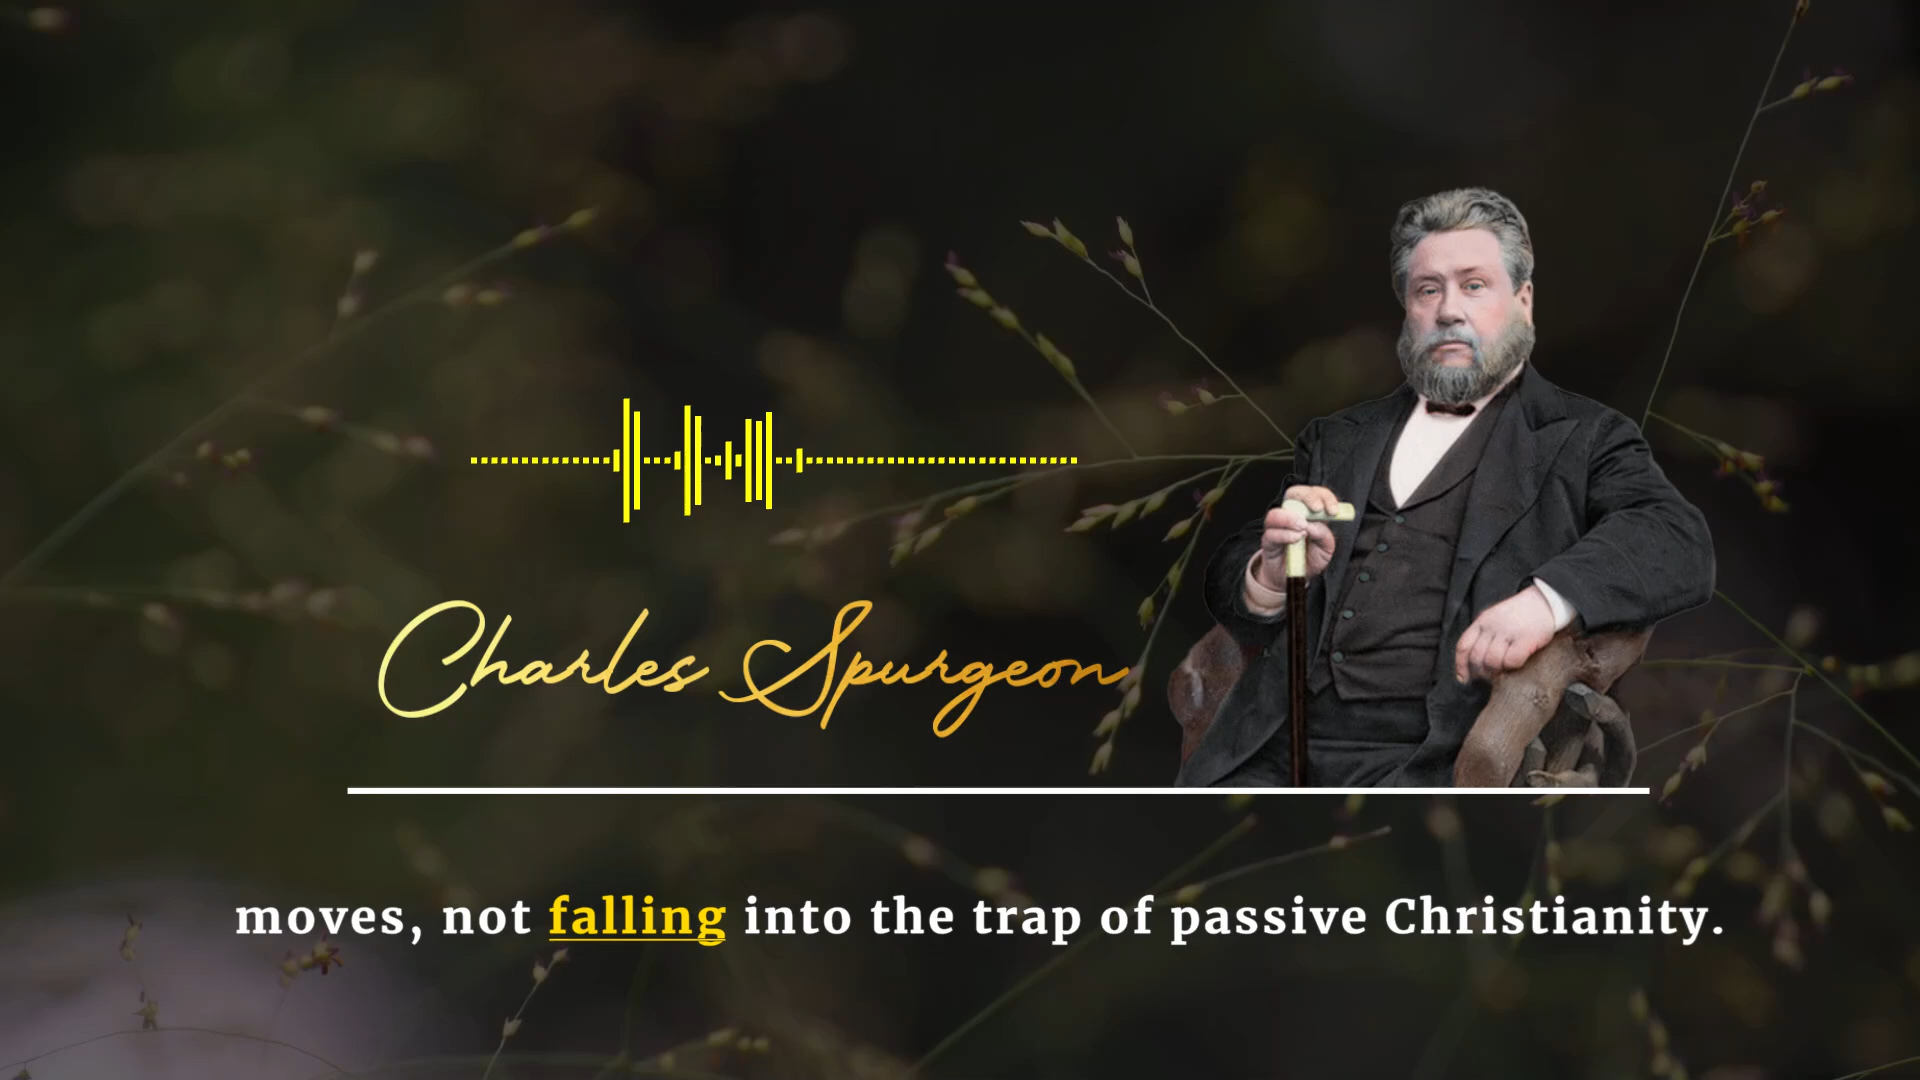 Charles Spurgeon
moves, not falling into the trap of passive Christianity.